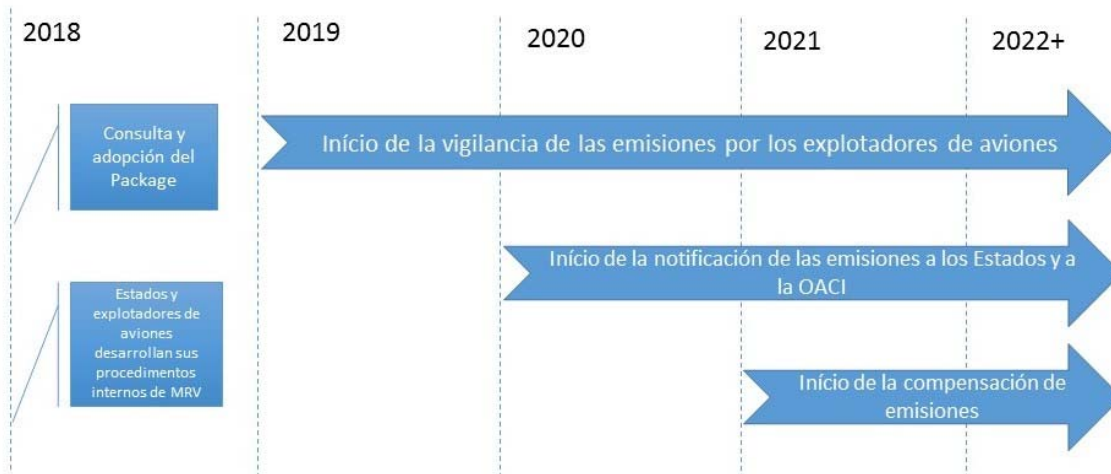 2018
2019
2020
2021
2022+
Consulta y
adopción del
Package
Início de la vigilancia de las emisiones por los explotadores de aviones
Início de la notificación de las emisiones a los Estados y a
la OACI
Estados y
explotadores de
aviones
desarrollan sus
procedimentos
internos de MRV
Início de la compensación de
emisiones